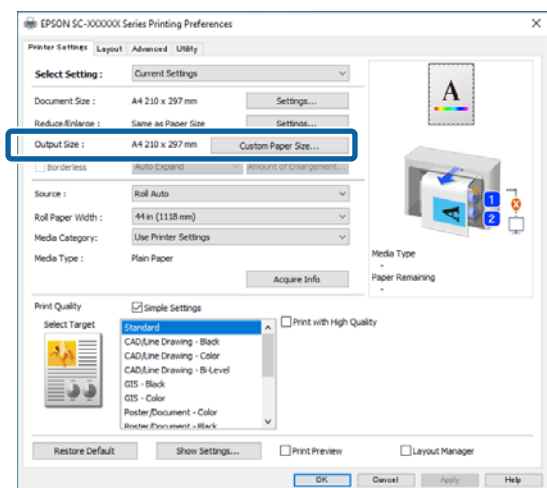 EPSON SC-XXXXXX Series Printing Preferences
Printer Settings Layout Advanced Utility
Select Setting : Current Settings
Document Size : A4 210 x 297 mm Settings...
Reduce/Enlarge : Same as Paper Size Settings...
Output Size : A4 210 x 297 mm Custom Paper Size...
Borderless Auto Expand Amount of Enlargement...
Source : Roll Auto
Roll Paper Width : 44 in (1118 mm)
Media Category: Use Printer Settings
Media Type : Plain Paper
Acquire Info
A
A
1
2
Media Type
-
Paper Remaining
-
Print Quality Simple Settings
Select Target
Standard
CAD/Line Drawing - Black
CAD/Line Drawing - Color
CAD/Line Drawing - Bi-Level
GIS - Black
GIS - Color
Poster/Document - Color
Poster/Document - Black
Print with High Quality
Restore Default Show Settings... Print Preview Layout Manager
OK Cancel Apply Help